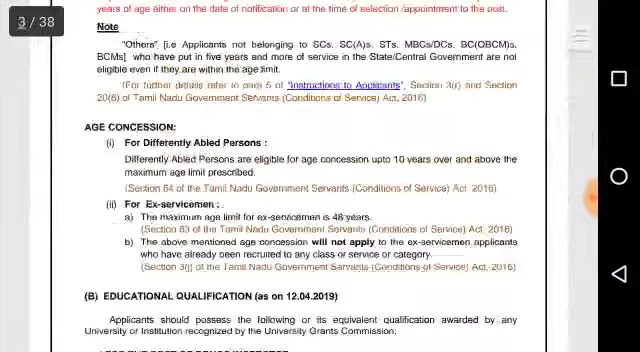 years of age either on the date of notification or at the time of selection /appointment to the post.
3 / 38
Note
"Others" [i.e Applicants not belonging to SCs, SC(A)s, STs, MBCs/DCs, BC(OBCM)s,
BCMs] who have put in five years and more of service in the State/Central Government are not
eligible even if they are within the age limit.
(For further details refer to para 5 of "Instructions to Applicants", Section 3(r) and Section
20(8) of Tamil Nadu Government Servants (Conditions of Service) Act, 2016)
AGE CONCESSION:
(i) For Differently Abled Persons :
Differently Abled Persons are eligible for age concession upto 10 years over and above the
maximum age limit prescribed.
(Section 64 of the Tamil Nadu Government Servants (Conditions of Service) Act 2016)
(ii) For Ex-servicemen :
a) The maximum age limit for ex-servicemen is 48 years.
(Section 63 of the Tamil Nadu Government Servants (Conditions of Service) Act, 2016)
b) The above mentioned age concession will not apply to the ex-servicemen applicants
who have already been recruited to any class or service or category.
(Section 3(j) of the Tamil Nadu Government Servants (Conditions of Service) Act, 2016)
(B) EDUCATIONAL QUALIFICATION (as on 12.04.2019)
Applicants should possess the following or its equivalent qualification awarded by any
University or Institution recognized by the University Grants Commission: